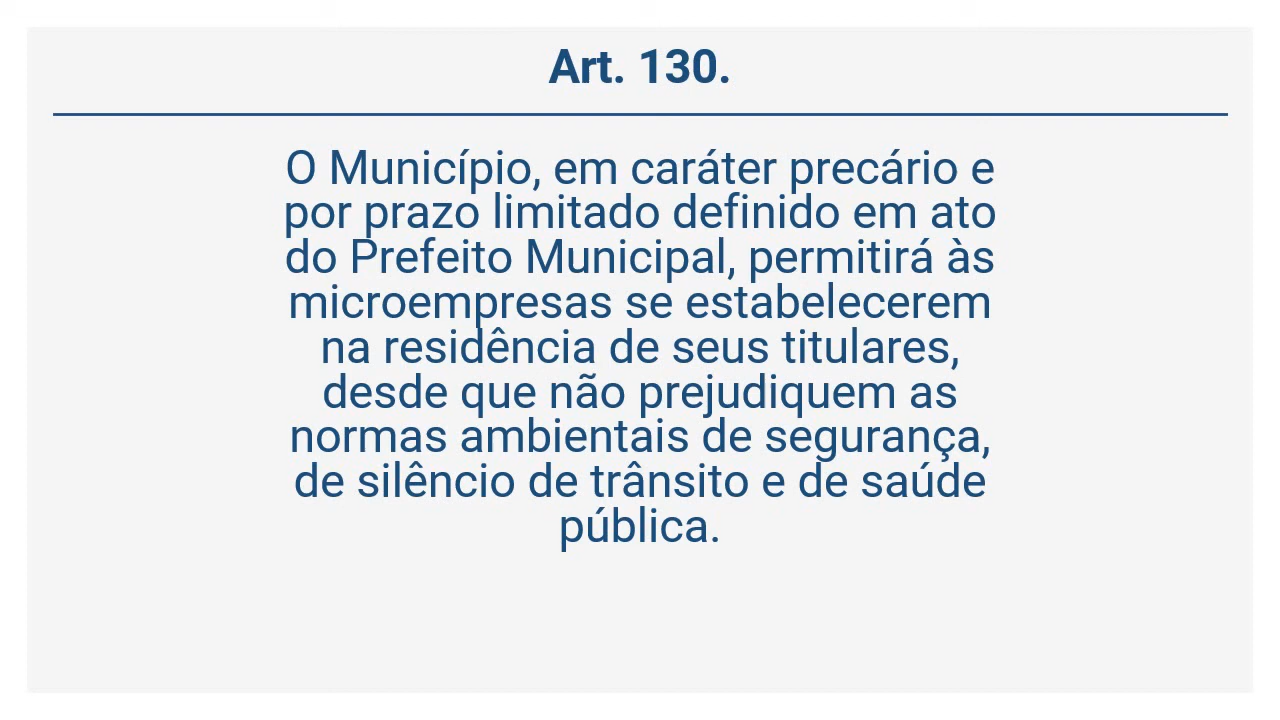 Art. 130.
O Município, em caráter precário e
por prazo limitado definido em ato
do Prefeito Municipal, permitirá às
microempresas se estabelecerem
na residência de seus titulares,
desde que não prejudiquem as
normas ambientais de segurança,
de silêncio de trânsito e de saúde
pública.